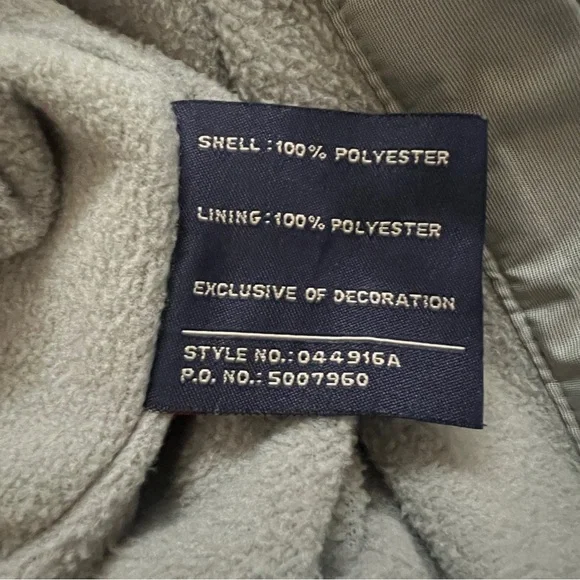 SHELL : 100% POLYESTER
LINING : 100% POLYESTER
EXCLUSIVE OF DECORATION
STYLE NO.: 044916A
P.O. NO.: 5007960